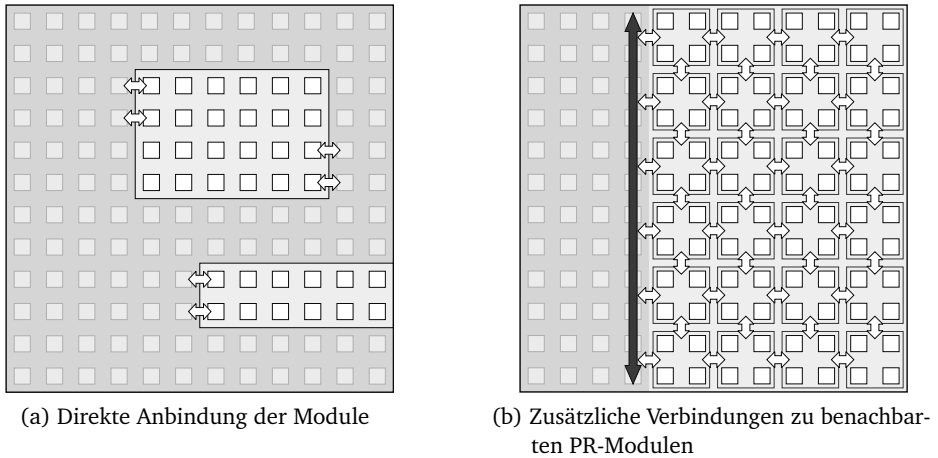 (a) Direkte Anbindung der Module
(b) Zusätzliche Verbindungen zu benachbar-
ten PR-Modulen